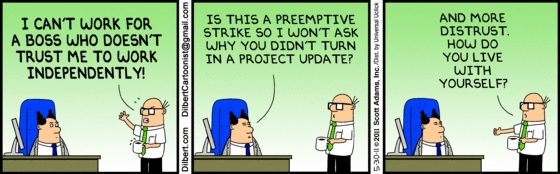 I CAN'T WORK FOR
A BOSS WHO DOESN'T
TRUST ME TO WORK
INDEPENDENTLY!
Dilbert.com DilbertCartoonist@gmail.com
IS THIS A PREEMPTIVE
STRIKE SO I WON'T ASK
WHY YOU DIDN'T TURN
IN A PROJECT UPDATE?
5-30-11 ©2011 Scott Adams, Inc./Dist. by Universal Uclick
AND MORE
DISTRUST.
HOW DO
YOU LIVE
WITH
YOURSELF?